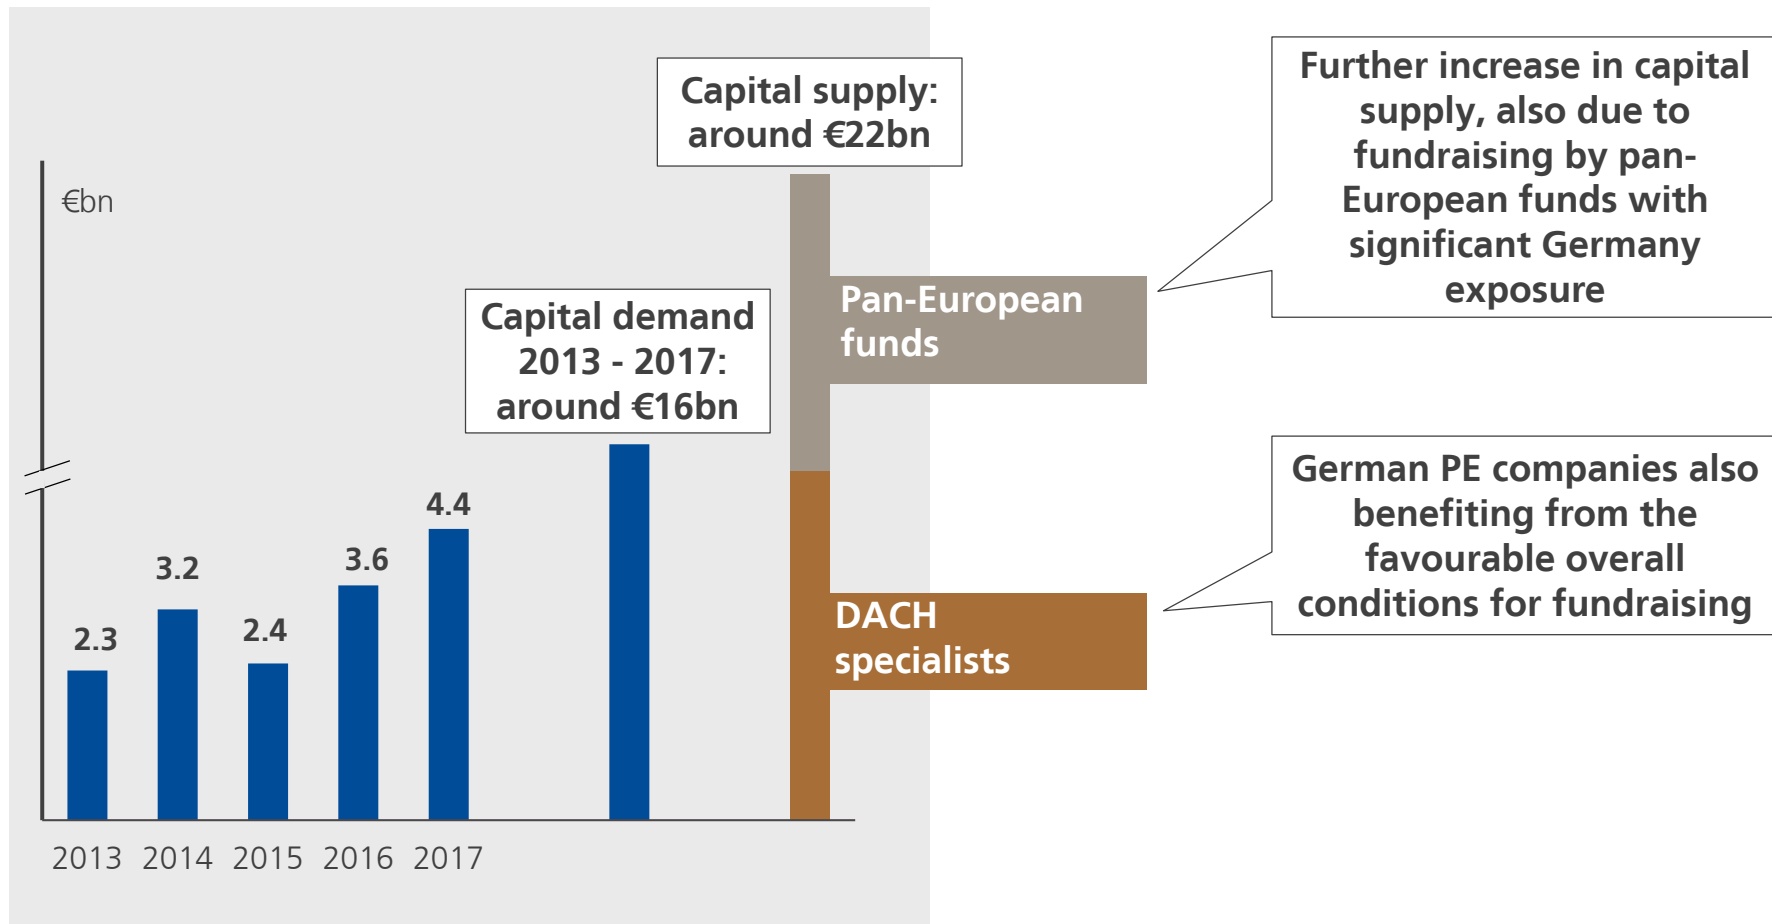 €bn
Capital supply:
around €22bn
Further increase in capital
supply, also due to
fundraising by pan-
European funds with
significant Germany
exposure
Capital demand
2013 - 2017:
around €16bn
Pan-European
funds
German PE companies also
benefiting from the
favourable overall
conditions for fundraising
DACH
specialists
2.3
3.2
2.4
3.6
4.4
2013
2014
2015
2016
2017